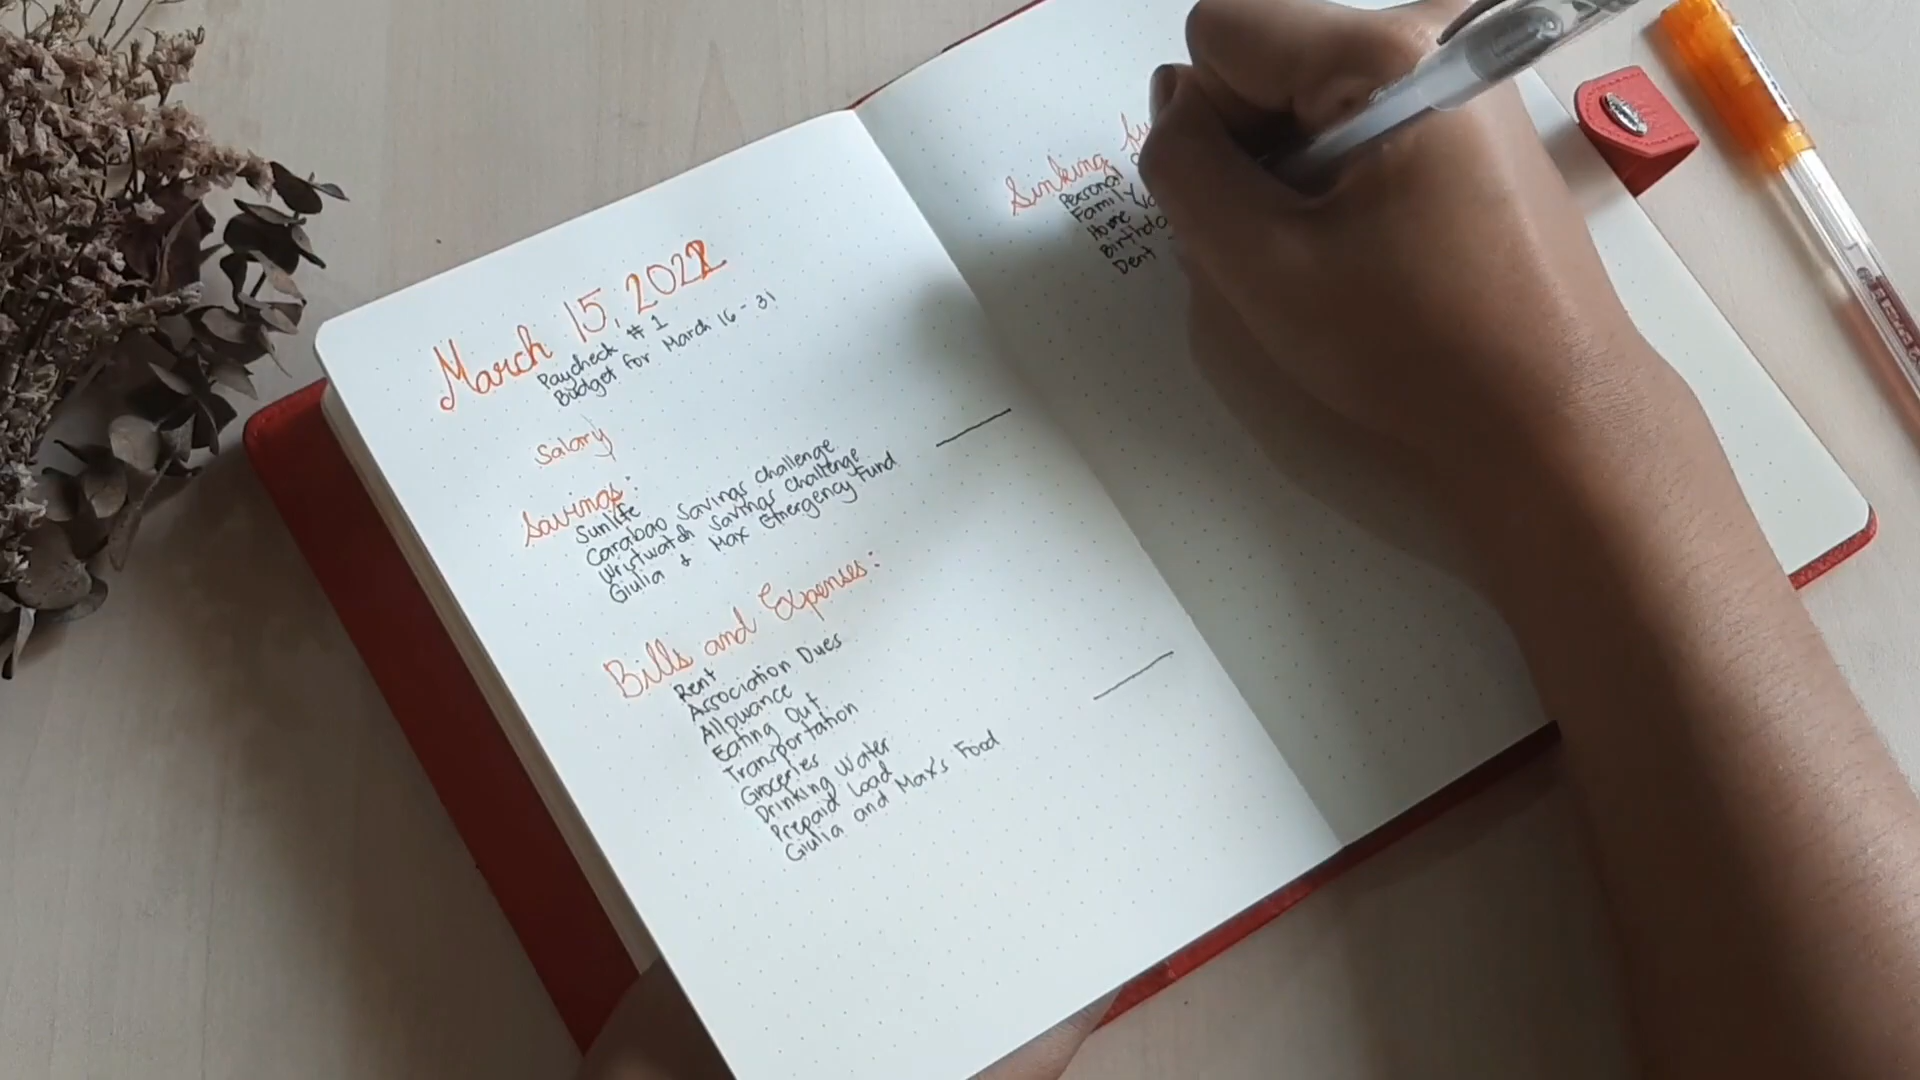 March 15, 2022
Paycheck # 1
Budget for March 16 - 31
Salary
Savings:
Sunlife
Carabao Savings Challenge
Wristwatch Savings Challenge
Giulia & Max Emergency Fund
Bills and Expenses:
Rent
Association Dues
Allowance
Eating Out
Transportation
Groceries
Drinking Water
Prepaid Load
Giulia and Max's Food
Sinking
Personal
Family
Home
Birthda
Dent